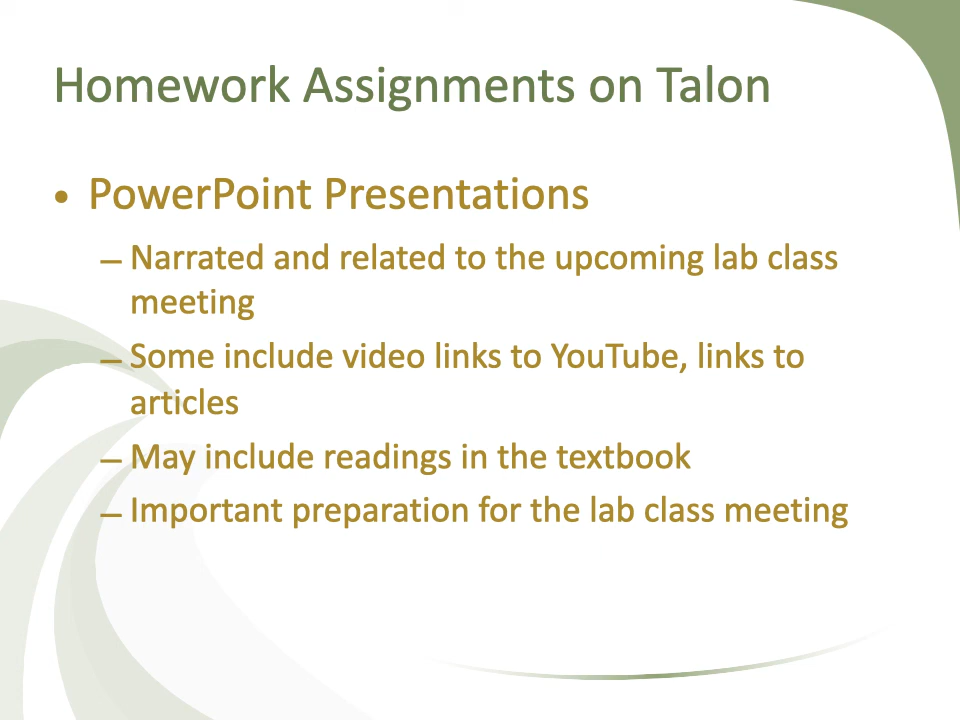 Homework Assignments on Talon
• PowerPoint Presentations
– Narrated and related to the upcoming lab class
meeting
– Some include video links to YouTube, links to
articles
– May include readings in the textbook
– Important preparation for the lab class meeting